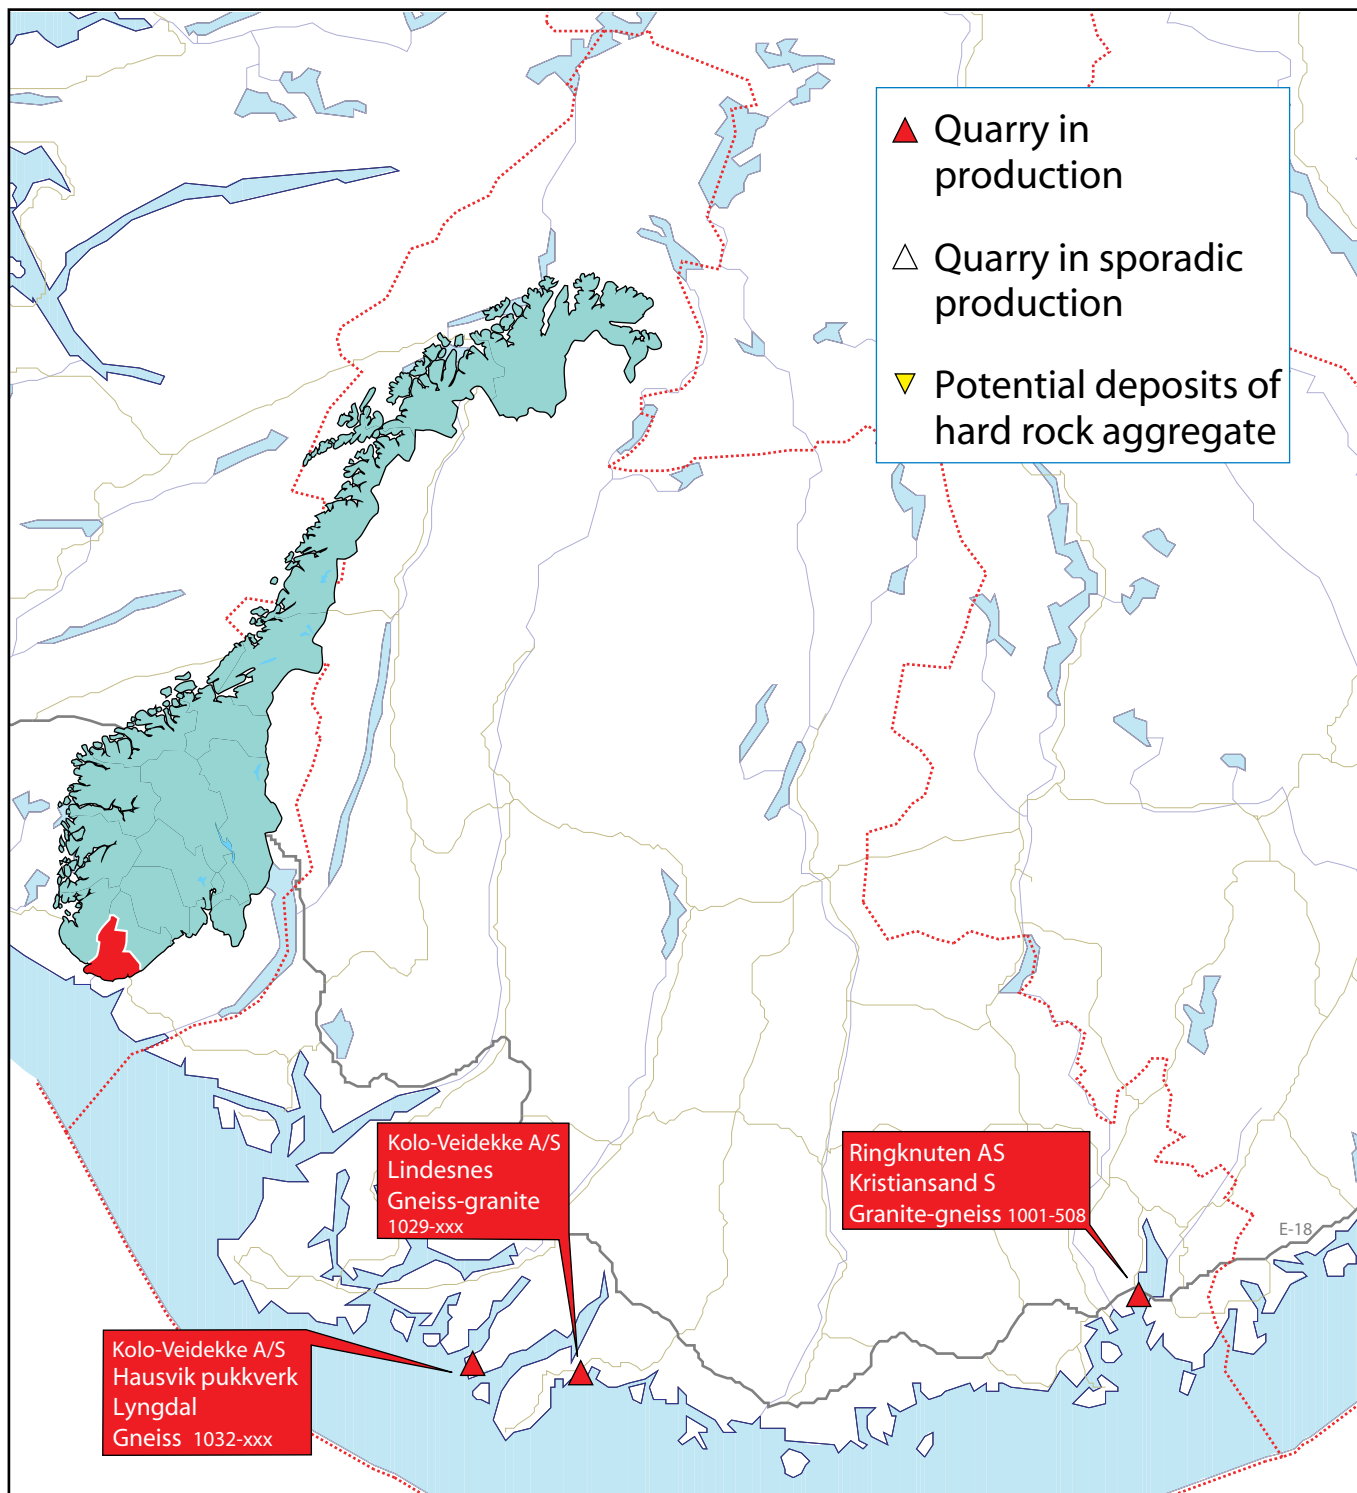 Quarry in
production
Quarry in sporadic
production
Potential deposits of
hard rock aggregate
Kolo-Veidekke A/S
Lindesnes
Gneiss-granite
1029-xxx
Ringknuten AS
Kristiansand S
Granite-gneiss 1001-508
E-18
Kolo-Veidekke A/S
Hausvik pukkverk
Lyngdal
Gneiss 1032-xxx